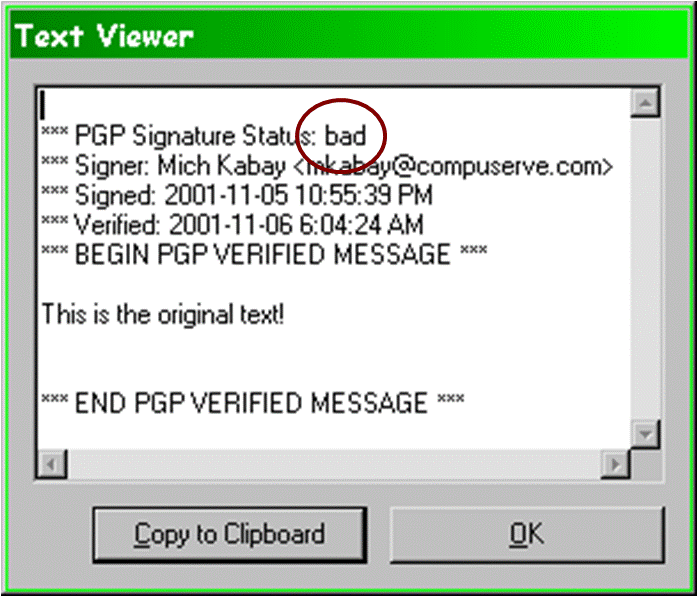 Text Viewer
*** PGP Signature Status: bad
*** Signer: Mich Kabay <mkabay@compuserve.com>
*** Signed: 2001-11-05 10:55:39 PM
*** Verified: 2001-11-06 6:04:24 AM
*** BEGIN PGP VERIFIED MESSAGE ***
This is the original text!
*** END PGP VERIFIED MESSAGE ***
Copy to Clipboard
OK